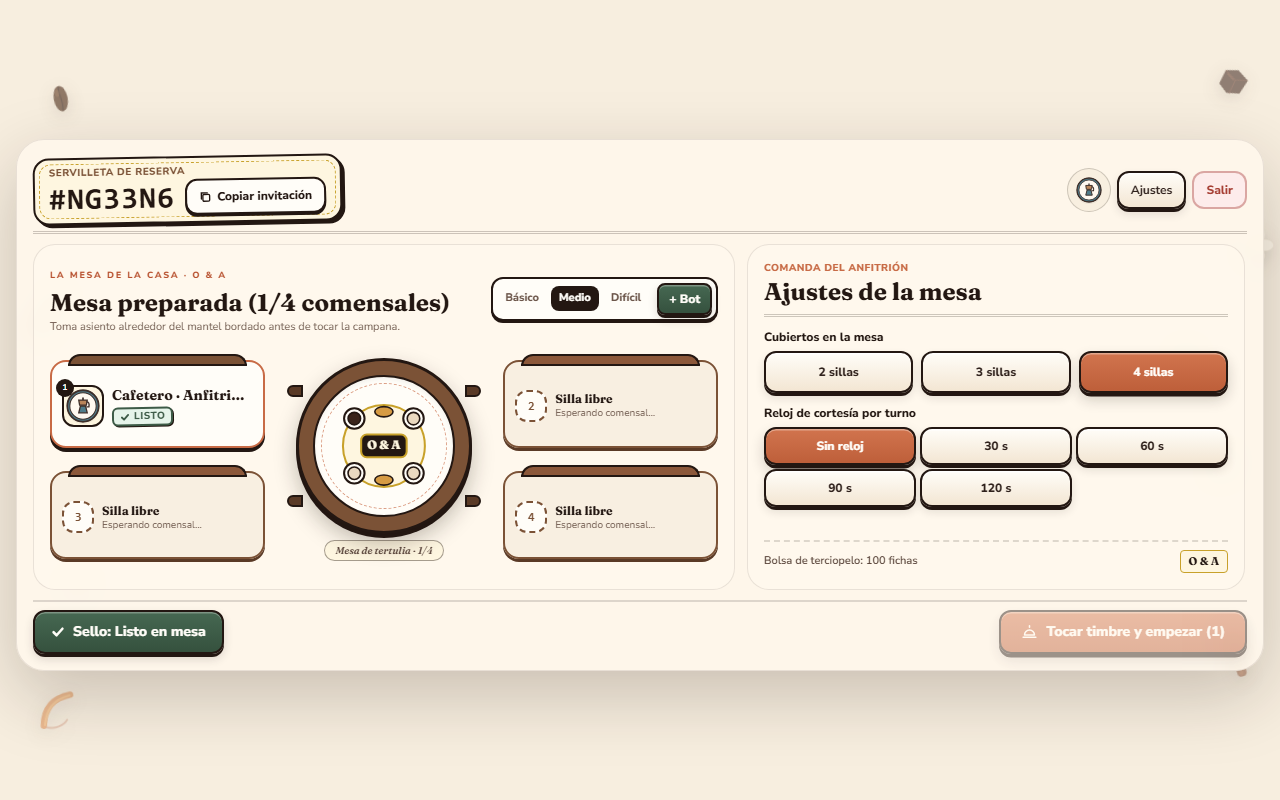 SERVILLETA DE RESERVA
#NG33N6
Copiar invitación
Ajustes
Salir
LA MESA DE LA CASA · O & A
Mesa preparada (1/4 comensales)
Toma asiento alrededor del mantel bordado antes de tocar la campana.
Básico
Medio
Difícil
+ Bot
1
Cafetero · Anfitri...
LISTO
2
Silla libre
Esperando comensal...
3
Silla libre
Esperando comensal...
4
Silla libre
Esperando comensal...
O & A
Mesa de tertulia · 1/4
COMANDA DEL ANFITRIÓN
Ajustes de la mesa
Cubiertos en la mesa
2 sillas
3 sillas
4 sillas
Reloj de cortesía por turno
Sin reloj
30 s
60 s
90 s
120 s
Bolsa de terciopelo: 100 fichas
O & A
Sello: Listo en mesa
Tocar timbre y empezar (1)